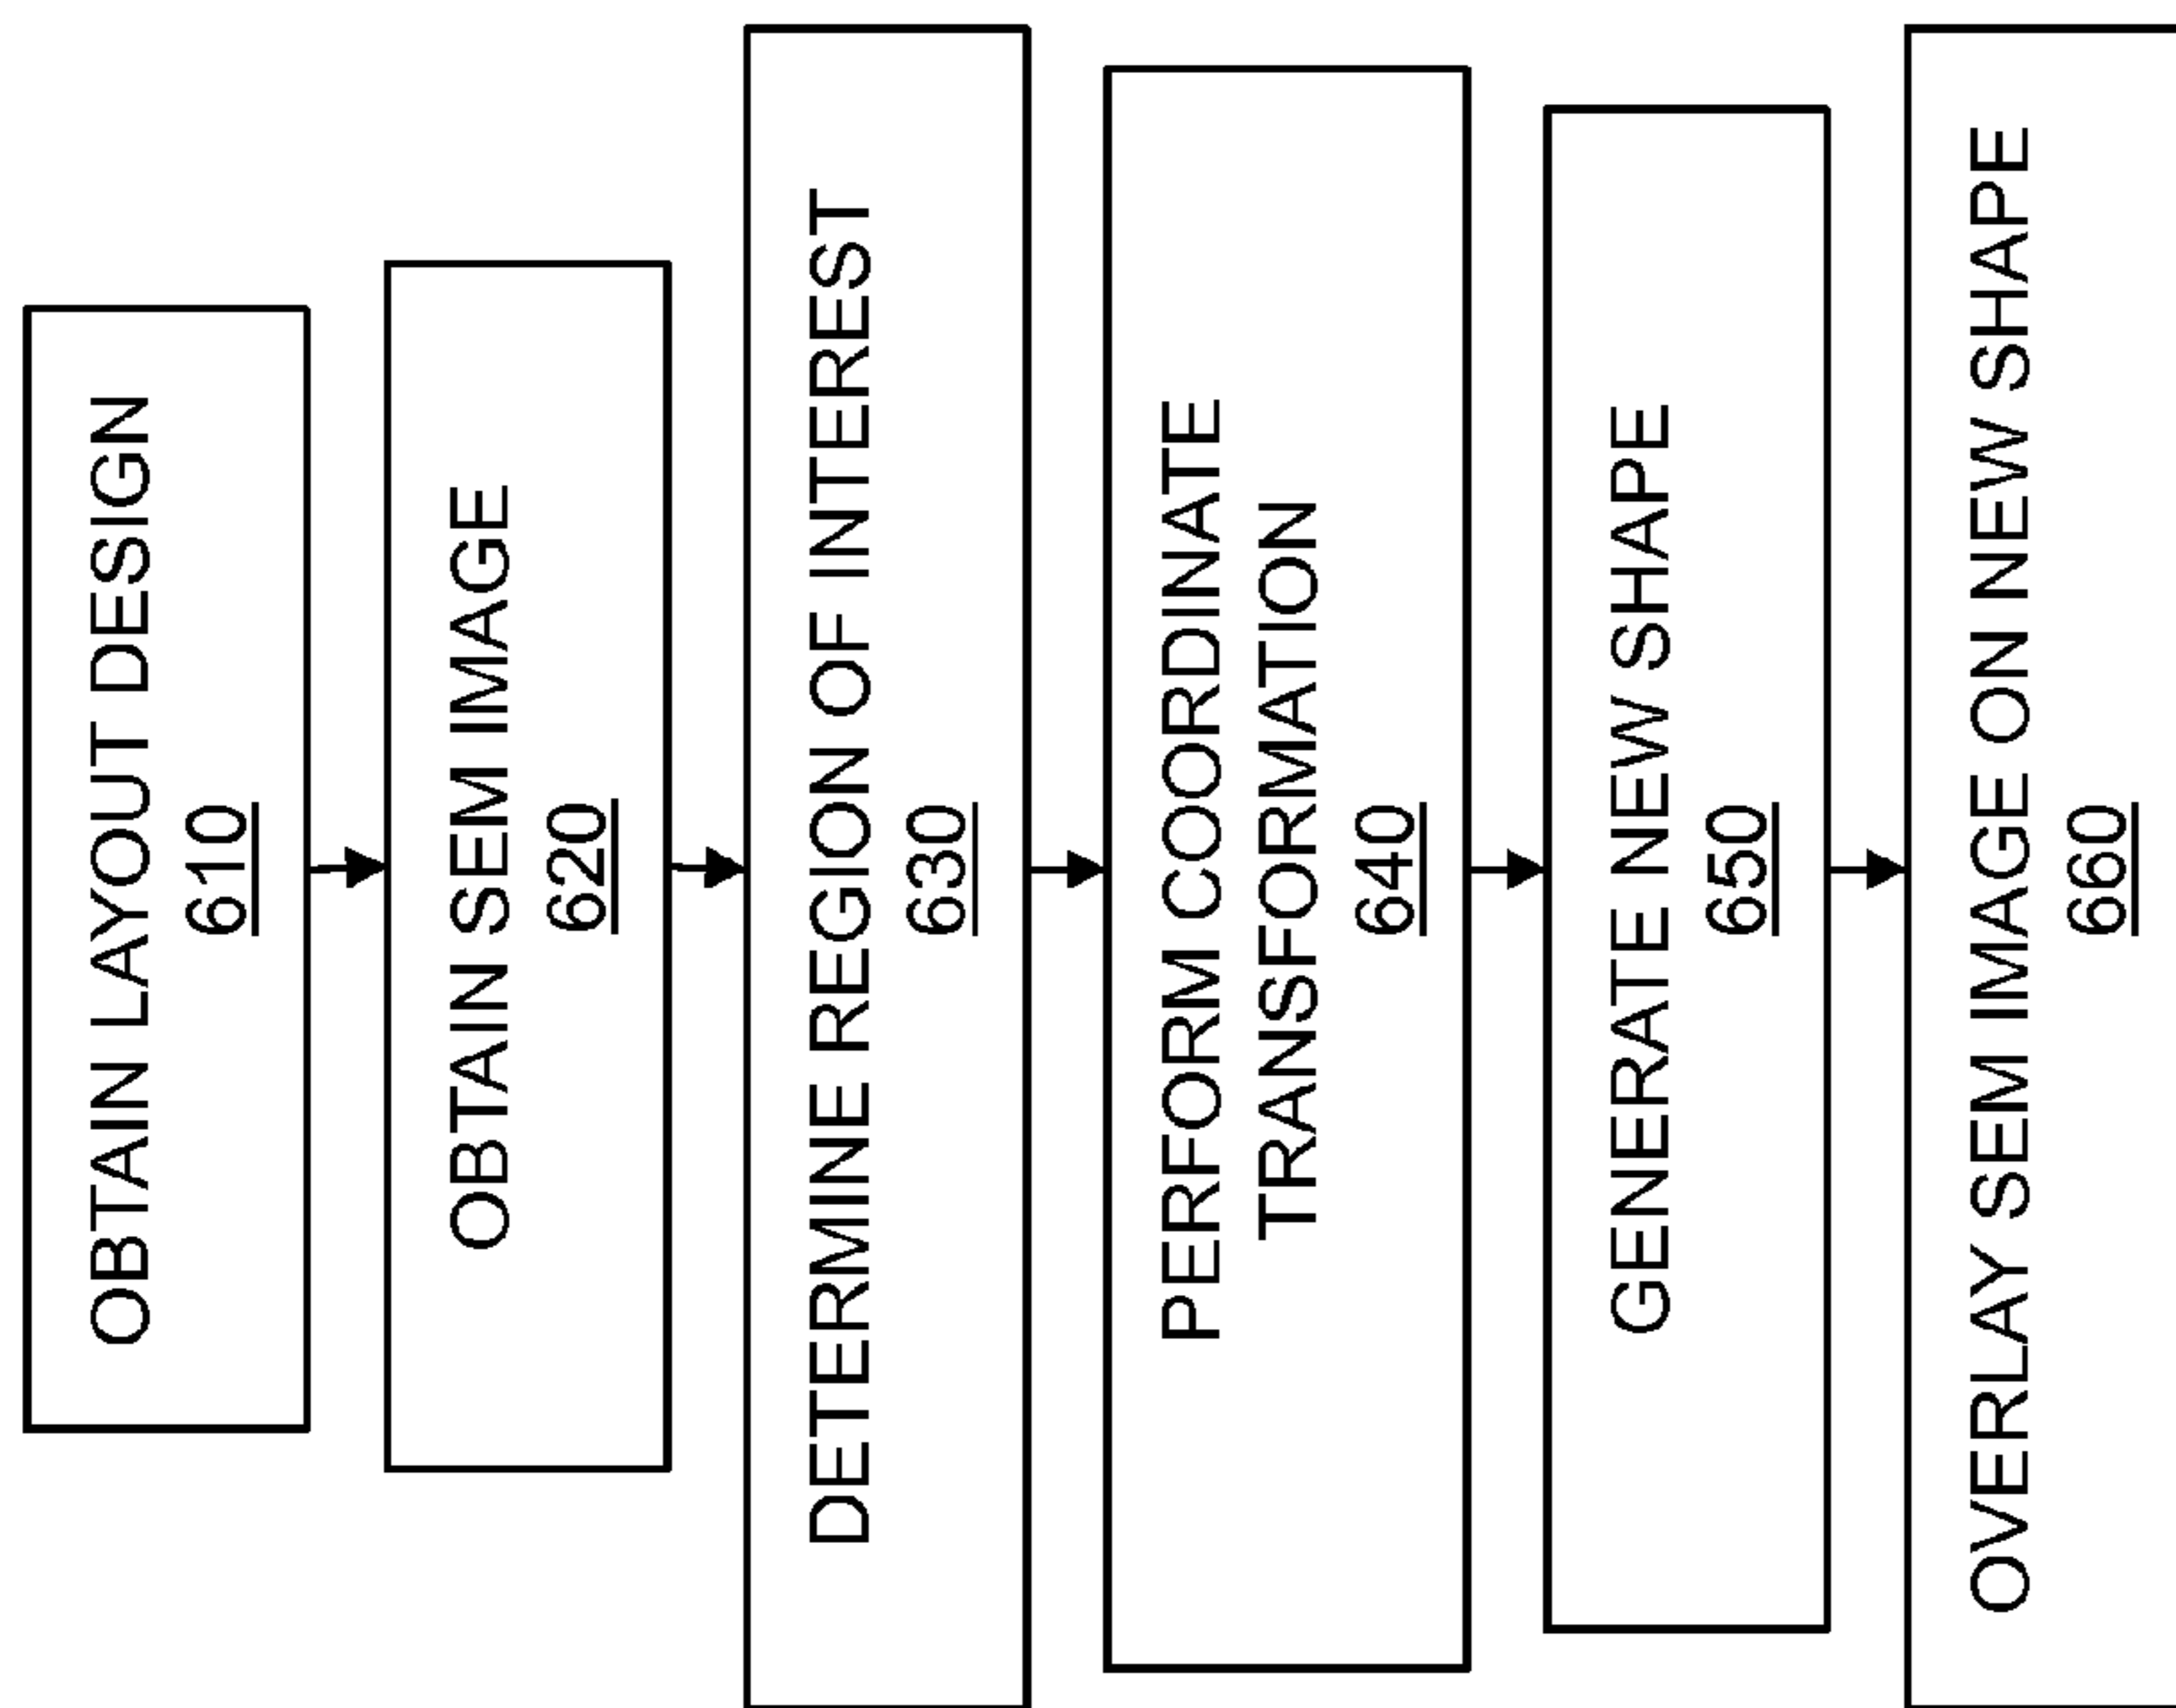 OBTAIN LAYOUT DESIGN
610
OBTAIN SEM IMAGE
620
DETERMINE REGION OF INTEREST
630
PERFORM COORDINATE
TRANSFORMATION
640
GENERATE NEW SHAPE
650
OVERLAY SEM IMAGE ON NEW SHAPE
660